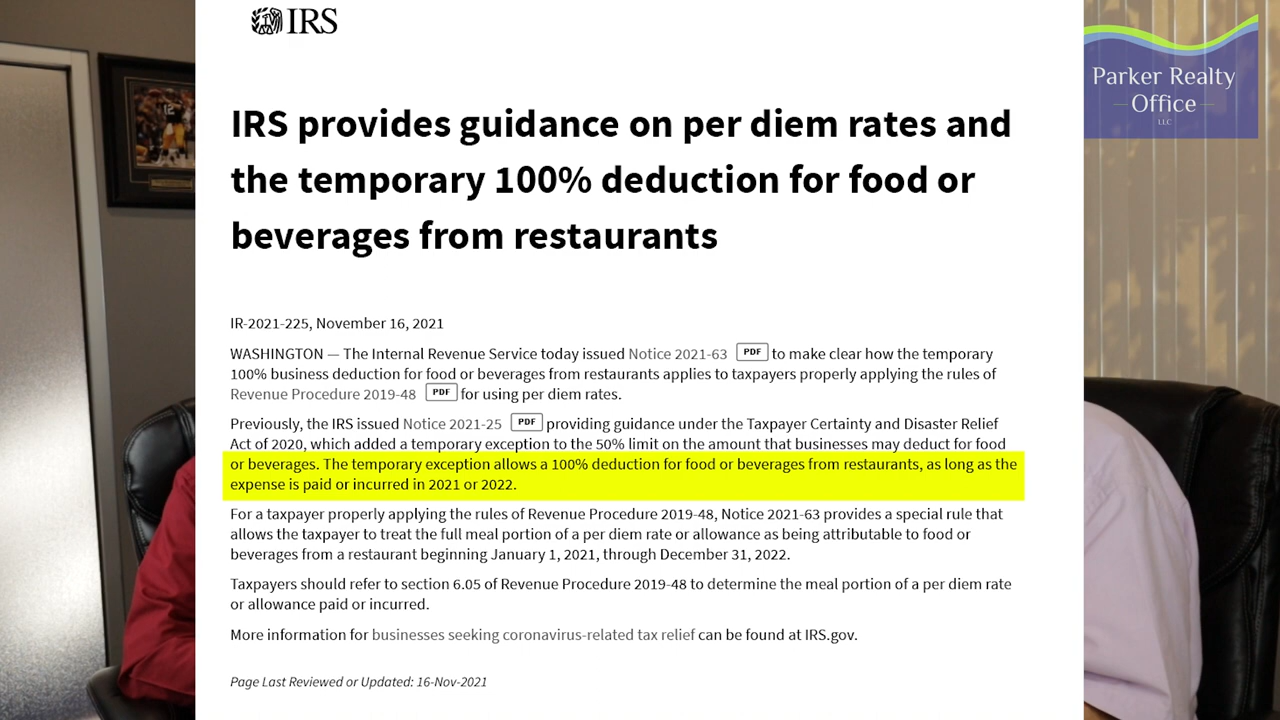 IRS
Parker Realty
Office
LLC
IRS provides guidance on per diem rates and
the temporary 100% deduction for food or
beverages from restaurants
IR-2021-225, November 16, 2021
WASHINGTON — The Internal Revenue Service today issued Notice 2021-63 PDF to make clear how the temporary
100% business deduction for food or beverages from restaurants applies to taxpayers properly applying the rules of
Revenue Procedure 2019-48 PDF for using per diem rates.
Previously, the IRS issued Notice 2021-25 PDF providing guidance under the Taxpayer Certainty and Disaster Relief
Act of 2020, which added a temporary exception to the 50% limit on the amount that businesses may deduct for food
or beverages. The temporary exception allows a 100% deduction for food or beverages from restaurants, as long as the
expense is paid or incurred in 2021 or 2022.
For a taxpayer properly applying the rules of Revenue Procedure 2019-48, Notice 2021-63 provides a special rule that
allows the taxpayer to treat the full meal portion of a per diem rate or allowance as being attributable to food or
beverages from a restaurant beginning January 1, 2021, through December 31, 2022.
Taxpayers should refer to section 6.05 of Revenue Procedure 2019-48 to determine the meal portion of a per diem rate
or allowance paid or incurred.
More information for businesses seeking coronavirus-related tax relief can be found at IRS.gov.
Page Last Reviewed or Updated: 16-Nov-2021
12